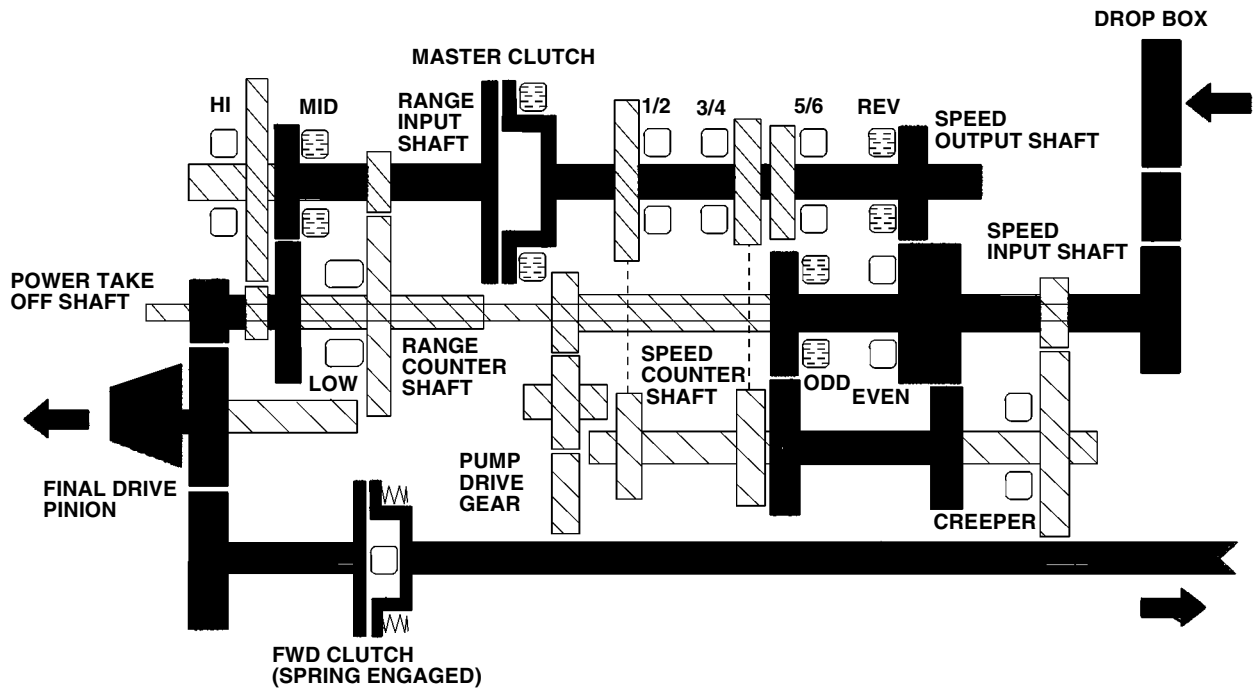 DROP BOX
MASTER CLUTCH
HI
MID
RANGE
INPUT
SHAFT
1/2
3/4
5/6
REV
SPEED
OUTPUT SHAFT
SPEED
INPUT SHAFT
POWER TAKE
OFF SHAFT
LOW
RANGE
COUNTER
SHAFT
SPEED
COUNTER
SHAFT
ODD
EVEN
FINAL DRIVE
PINION
PUMP
DRIVE
GEAR
CREEPER
FWD CLUTCH
(SPRING ENGAGED)